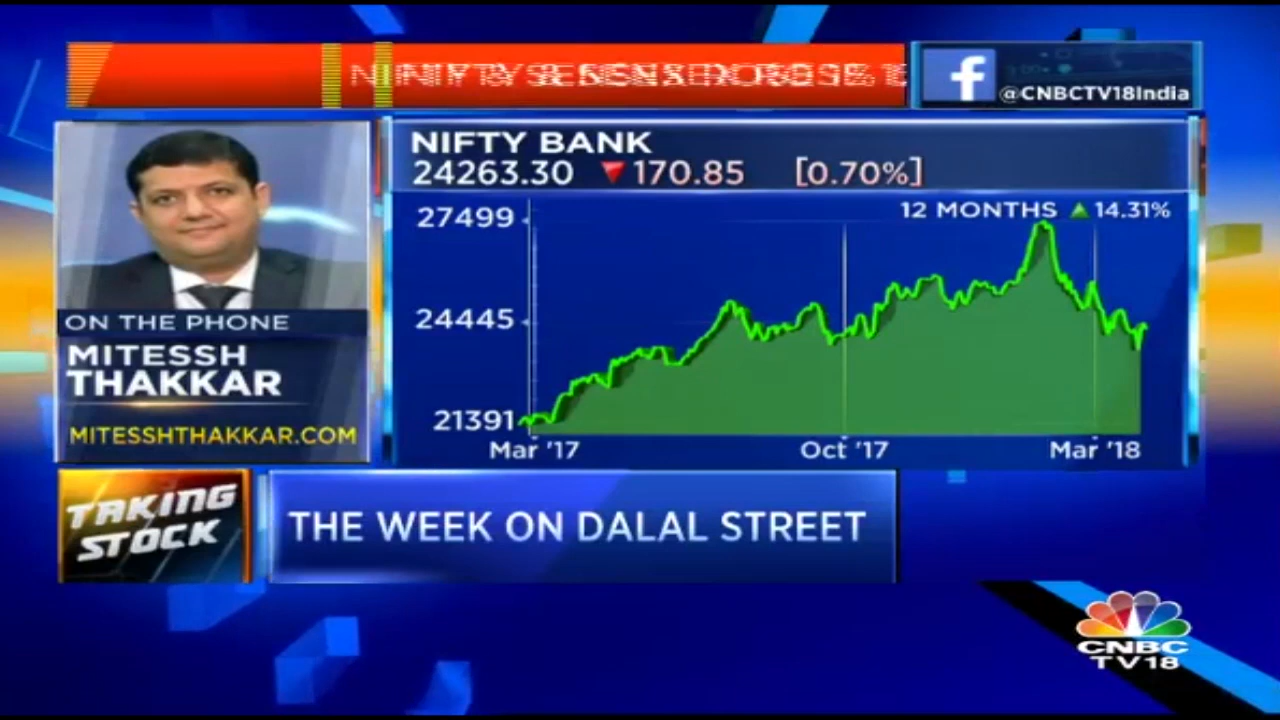 @CNBCTV18India
NIFTY BANK
24263.30 ▼ 170.85 [0.70%]
12 MONTHS ▲ 14.31%
27499
24445
21391
Mar '17 Oct '17 Mar '18
ON THE PHONE
MITESSH
THAKKAR
MITESSHTHAKKAR.COM
TAKING
STOCK
THE WEEK ON DALAL STREET
CNBC
TV18